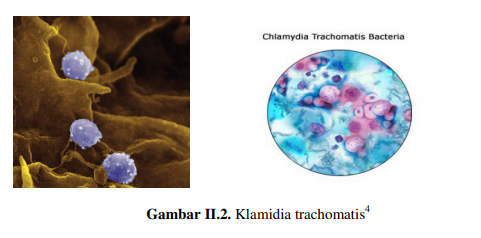 Chlamydia Trachomatis Bacteria
Gambar II.2. Klamidia trachomatis⁴